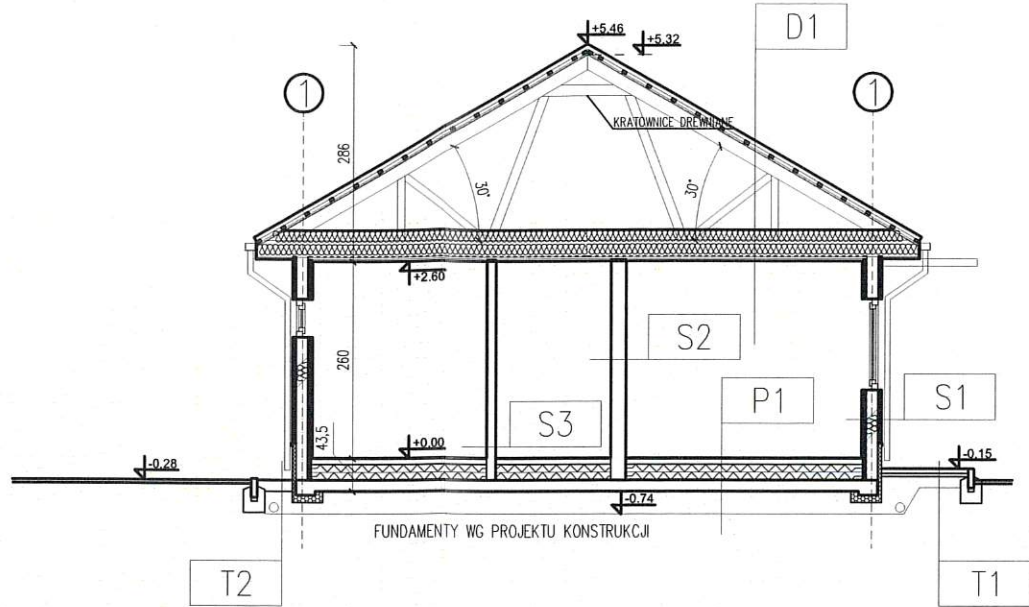 D1
+5.46
+5.32
1
1
KRATOWNICE DREWNIANE
286
30°
30°
+2.60
S2
260
P1
S1
S3
43,5
+0.00
-0.28
-0.15
-0.74
FUNDAMENTY WG PROJEKTU KONSTRUKCJI
T2
T1